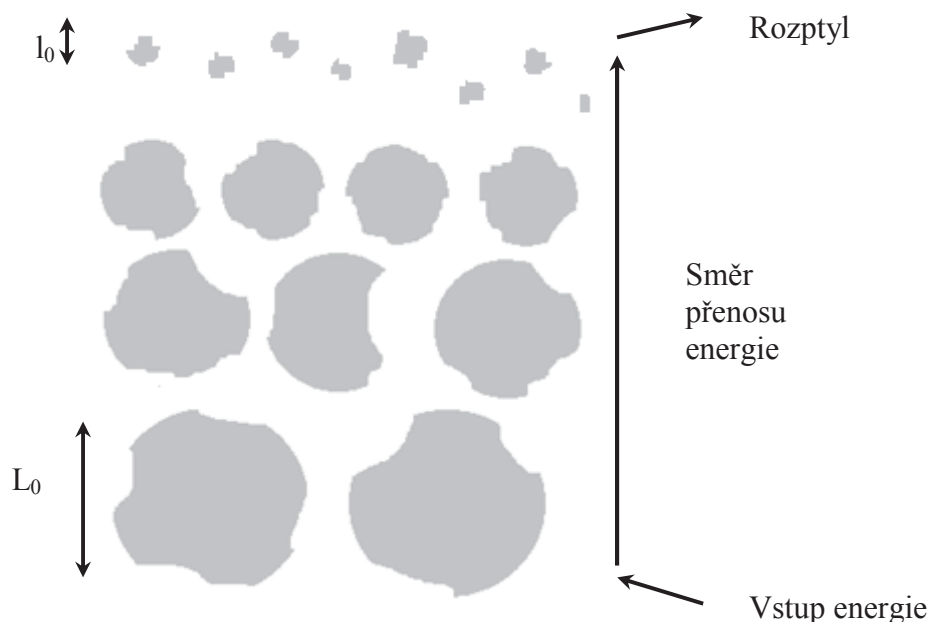 l₀
Rozptyl
Směr
přenosu
energie
L₀
Vstup energie